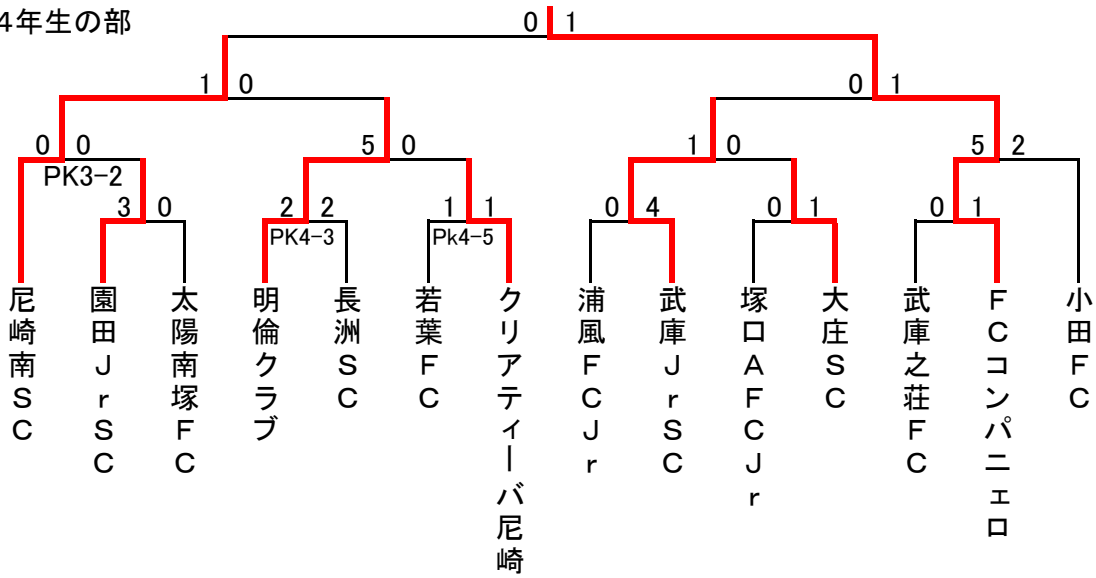 4年生の部
0 1
1 0
0 1
0 0
5 0
1 0
5 2
PK3-2
3 0
2 2
1 1
0 4
0 1
0 1
PK4-3
Pk4-5
尼崎南SC
園田JrSC
太陽南塚FC
明倫クラブ
長洲SC
若葉FC
クリアティーバ尼崎
浦風FCJr
武庫JrSC
塚口AFCJr
大庄SC
武庫之荘FC
FCコンパニェロ
小田FC